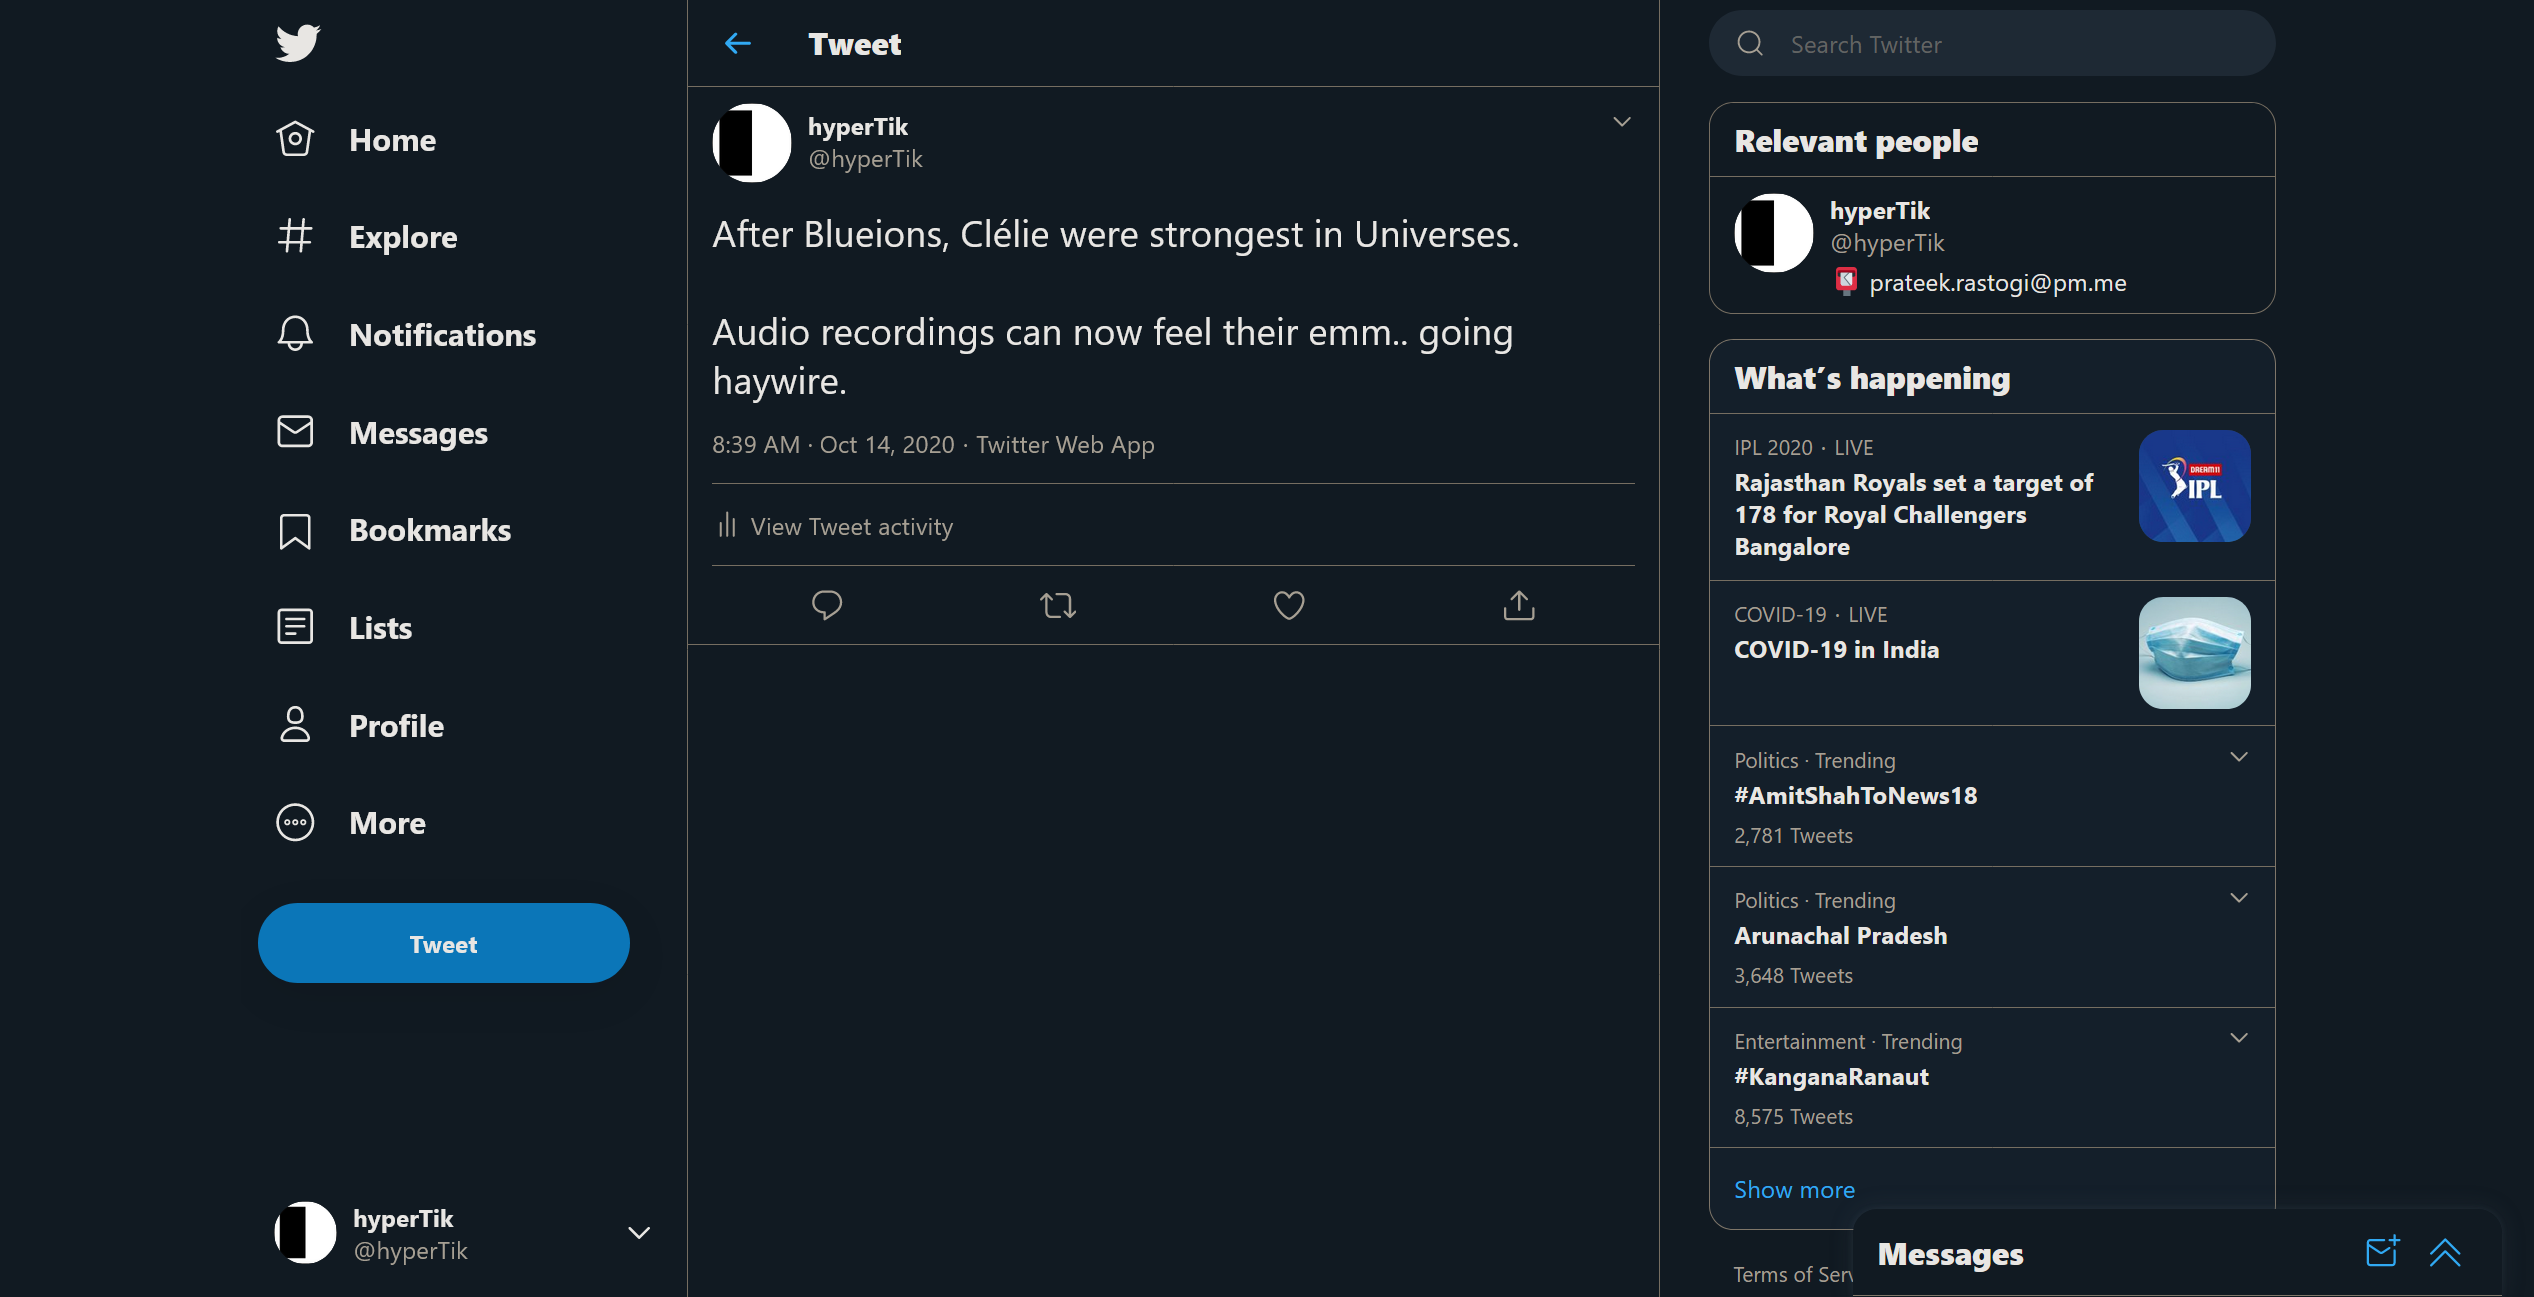 Home
Explore
Notifications
Messages
Bookmarks
Lists
Profile
More
Tweet
hyperTik
@hyperTik
Tweet
hyperTik
@hyperTik
After Blueions, Clélie were strongest in Universes.
Audio recordings can now feel their emm.. going
haywire.
8:39 AM · Oct 14, 2020 · Twitter Web App
View Tweet activity
Search Twitter
Relevant people
hyperTik
@hyperTik
prateek.rastogi@pm.me
What's happening
IPL 2020 · LIVE
Rajasthan Royals set a target of
178 for Royal Challengers
Bangalore
DREAM11
IPL
COVID-19 · LIVE
COVID-19 in India
Politics · Trending
#AmitShahToNews18
2,781 Tweets
Politics · Trending
Arunachal Pradesh
3,648 Tweets
Entertainment · Trending
#KanganaRanaut
8,575 Tweets
Show more
Terms of Serv
Messages